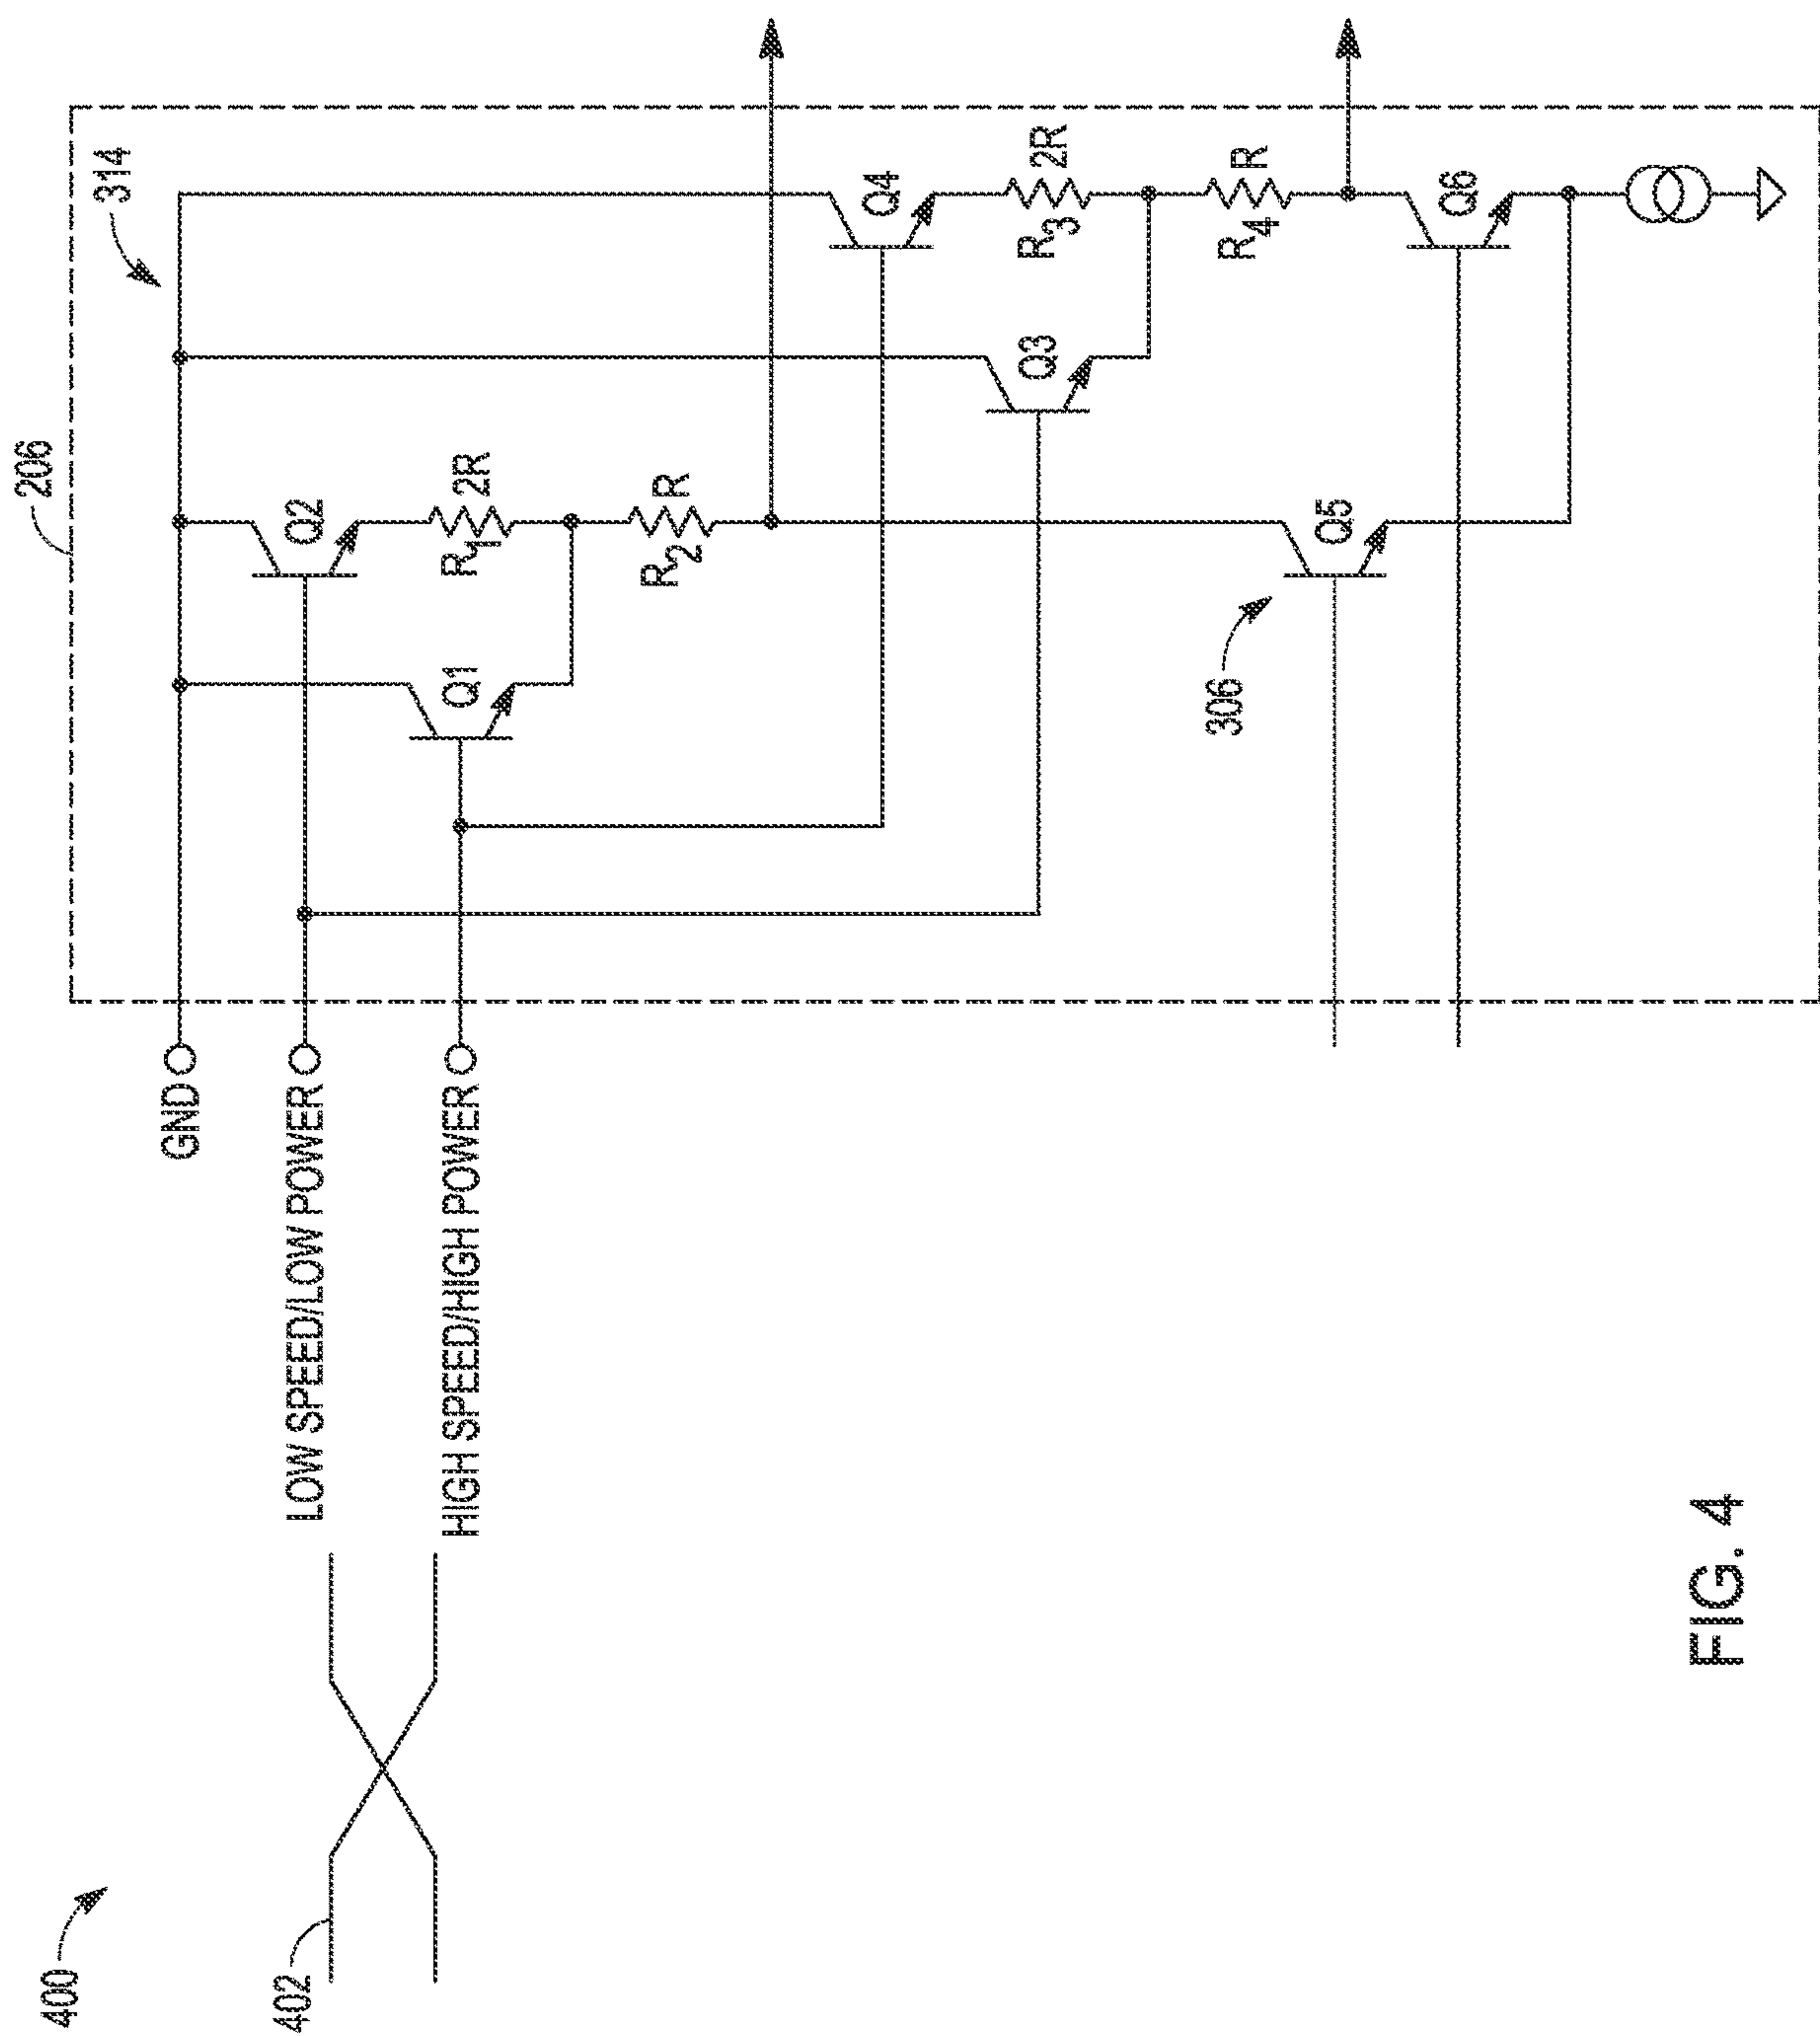 400
402
GND
LOW SPEED/LOW POWER
HIGH SPEED/HIGH POWER
206
314
Q1
Q2
R1 2R
R2 R
Q3
Q4
R3 2R
R4 R
306
Q5
Q6
FIG. 4